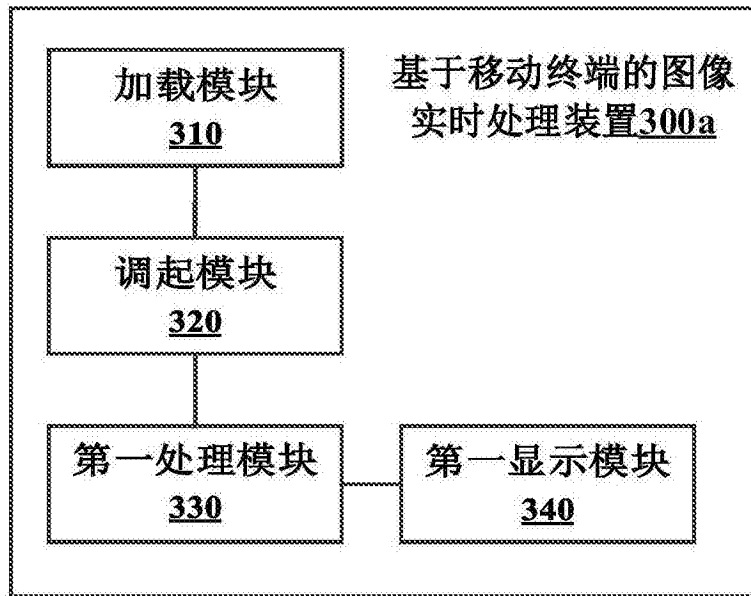 加载模块
310
基于移动终端的图像
实时处理装置300a
调起模块
320
第一处理模块
330
第一显示模块
340